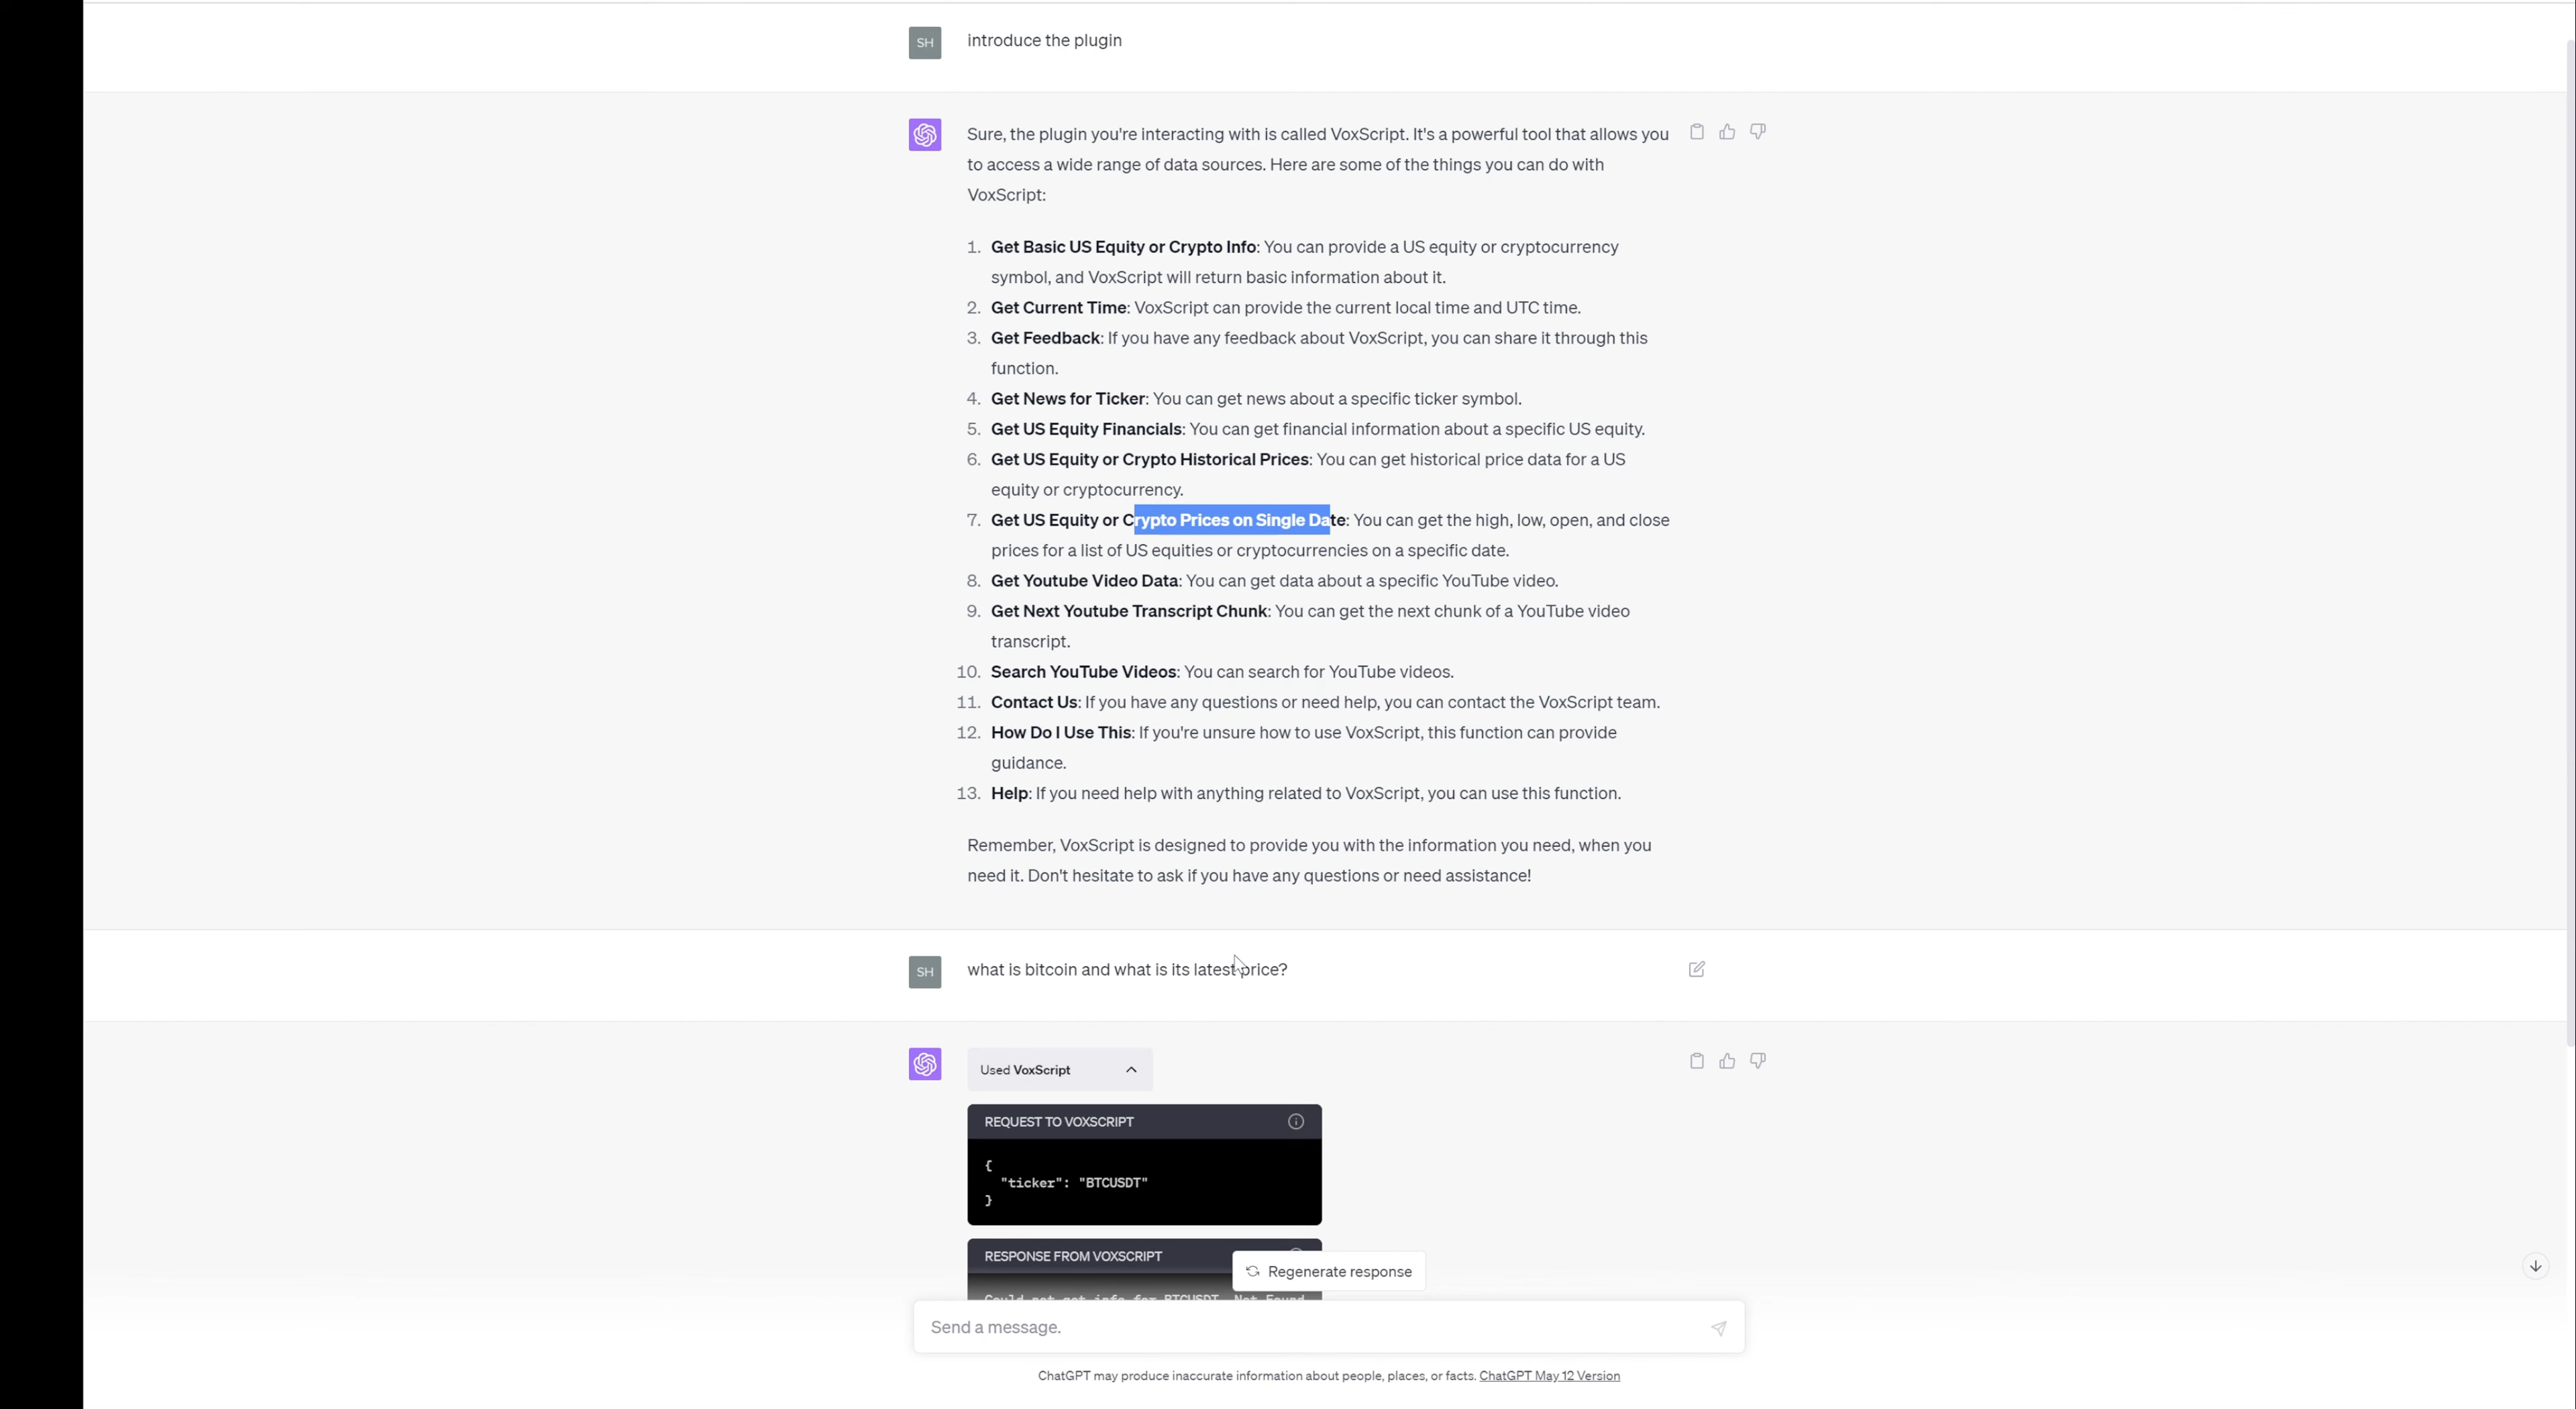 SH
introduce the plugin
Sure, the plugin you're interacting with is called VoxScript. It's a powerful tool that allows you
to access a wide range of data sources. Here are some of the things you can do with
VoxScript:
1. Get Basic US Equity or Crypto Info: You can provide a US equity or cryptocurrency
symbol, and VoxScript will return basic information about it.
2. Get Current Time: VoxScript can provide the current local time and UTC time.
3. Get Feedback: If you have any feedback about VoxScript, you can share it through this
function.
4. Get News for Ticker: You can get news about a specific ticker symbol.
5. Get US Equity Financials: You can get financial information about a specific US equity.
6. Get US Equity or Crypto Historical Prices: You can get historical price data for a US
equity or cryptocurrency.
7. Get US Equity or Crypto Prices on Single Date: You can get the high, low, open, and close
prices for a list of US equities or cryptocurrencies on a specific date.
8. Get Youtube Video Data: You can get data about a specific YouTube video.
9. Get Next Youtube Transcript Chunk: You can get the next chunk of a YouTube video
transcript.
10. Search YouTube Videos: You can search for YouTube videos.
11. Contact Us: If you have any questions or need help, you can contact the VoxScript team.
12. How Do I Use This: If you're unsure how to use VoxScript, this function can provide
guidance.
13. Help: If you need help with anything related to VoxScript, you can use this function.
Remember, VoxScript is designed to provide you with the information you need, when you
need it. Don't hesitate to ask if you have any questions or need assistance!
SH
what is bitcoin and what is its latest price?
Used VoxScript
REQUEST TO VOXSCRIPT
{
"ticker": "BTCUSDT"
}
RESPONSE FROM VOXSCRIPT
Regenerate response
Could not get info for BTCUSDT. Not Found
Send a message.
ChatGPT may produce inaccurate information about people, places, or facts. ChatGPT May 12 Version